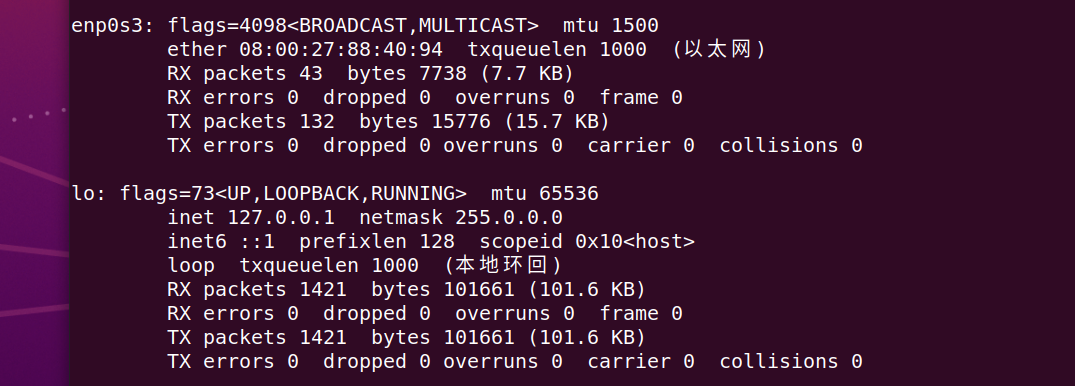 enp0s3: flags=4098<BROADCAST,MULTICAST>  mtu 1500
        ether 08:00:27:88:40:94  txqueuelen 1000  (以太网)
        RX packets 43  bytes 7738 (7.7 KB)
        RX errors 0  dropped 0  overruns 0  frame 0
        TX packets 132  bytes 15776 (15.7 KB)
        TX errors 0  dropped 0 overruns 0  carrier 0  collisions 0

lo: flags=73<UP,LOOPBACK,RUNNING>  mtu 65536
        inet 127.0.0.1  netmask 255.0.0.0
        inet6 ::1  prefixlen 128  scopeid 0x10<host>
        loop  txqueuelen 1000  (本地环回)
        RX packets 1421  bytes 101661 (101.6 KB)
        RX errors 0  dropped 0  overruns 0  frame 0
        TX packets 1421  bytes 101661 (101.6 KB)
        TX errors 0  dropped 0 overruns 0  carrier 0  collisions 0